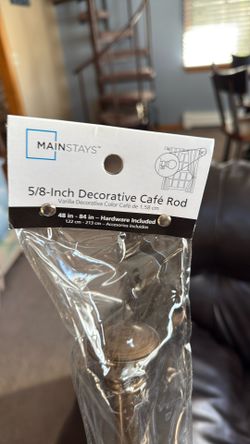 MAINSTAYS™
5/8-Inch Decorative Café Rod
Varilla Decorativa Color Café de 1.58 cm
48 in - 84 in – Hardware Included
122 cm - 213 cm - Accesorios Incluidos